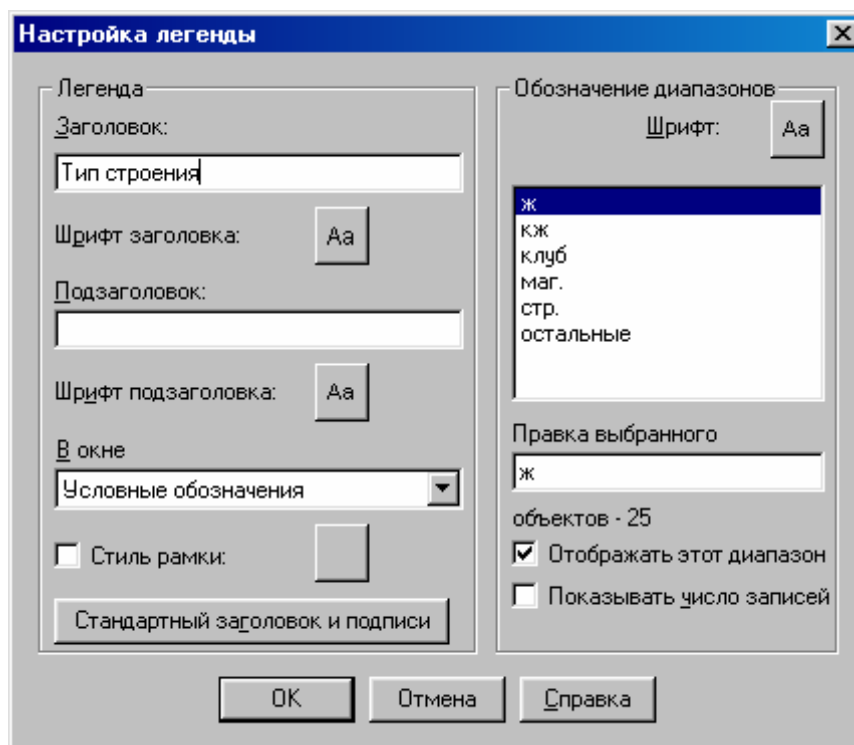 Настройка легенды
Легенда
Заголовок:
Тип строения
Шрифт заголовка:
Aa
Подзаголовок:
Шрифт подзаголовка:
Aa
В окне
Условные обозначения
Стиль рамки:
Стандартный заголовок и подписи
Обозначение диапазонов
Шрифт:
Aa
ж
кж
клуб
маг.
стр.
остальные
Правка выбранного
ж
объектов - 25
Отображать этот диапазон
Показывать число записей
OK
Отмена
Справка